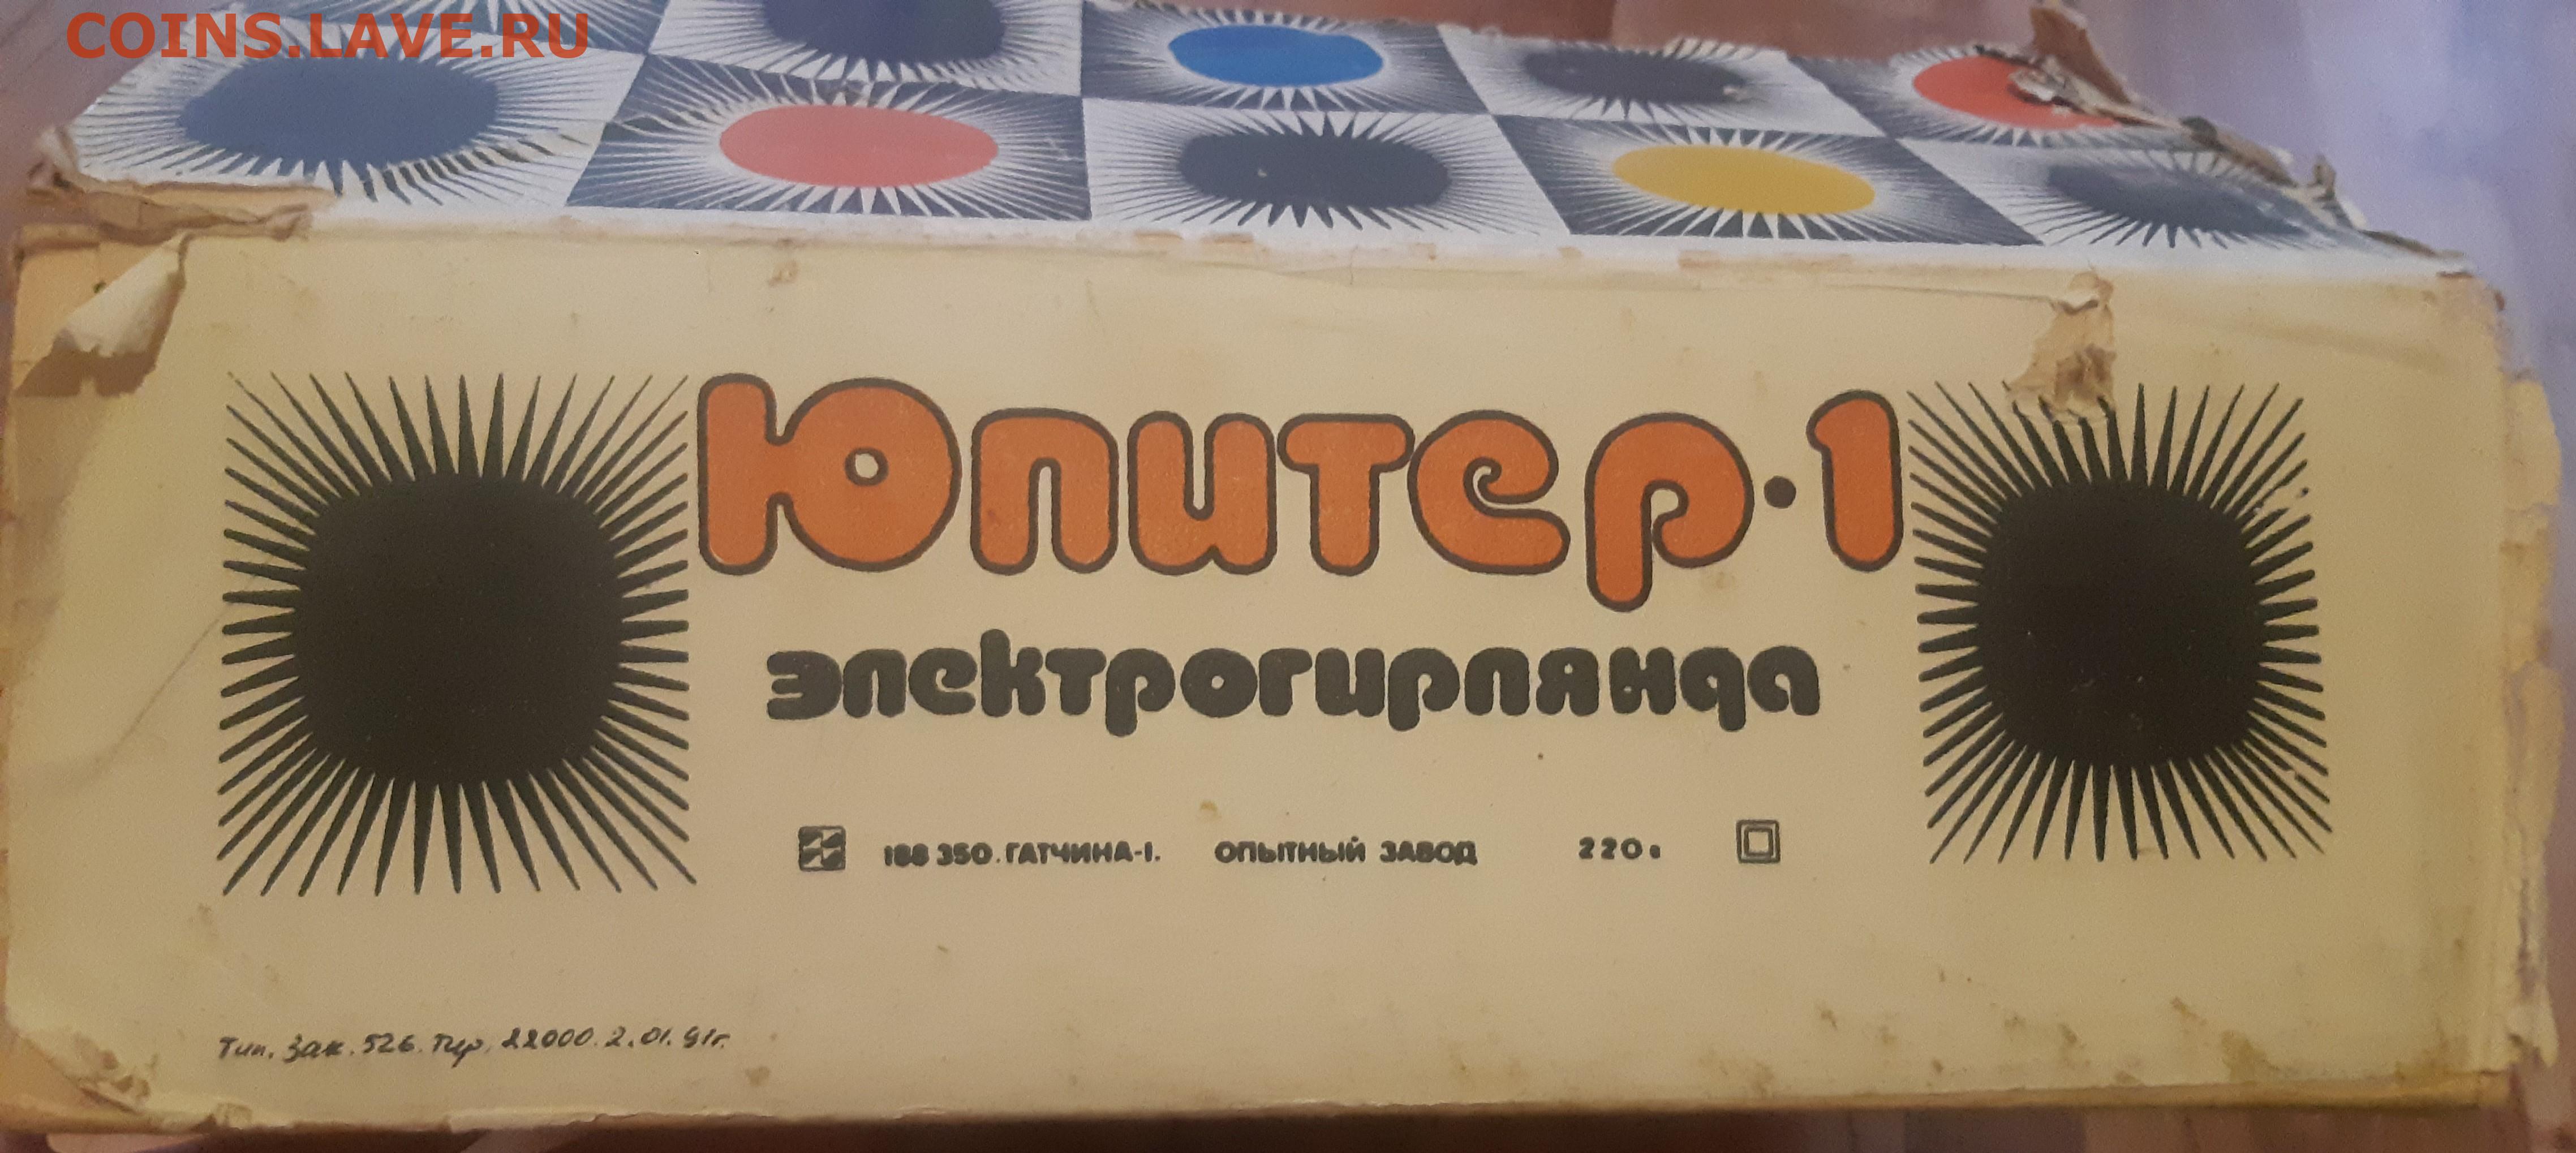 COINS.LAVE.RU
Юпитер·1
электрогирлянда
188 350. ГАТЧИНА-1. ОПЫТНЫЙ ЗАВОД 220в
Тип. Зак. 526. Тир. 22000. 2.01.91г.